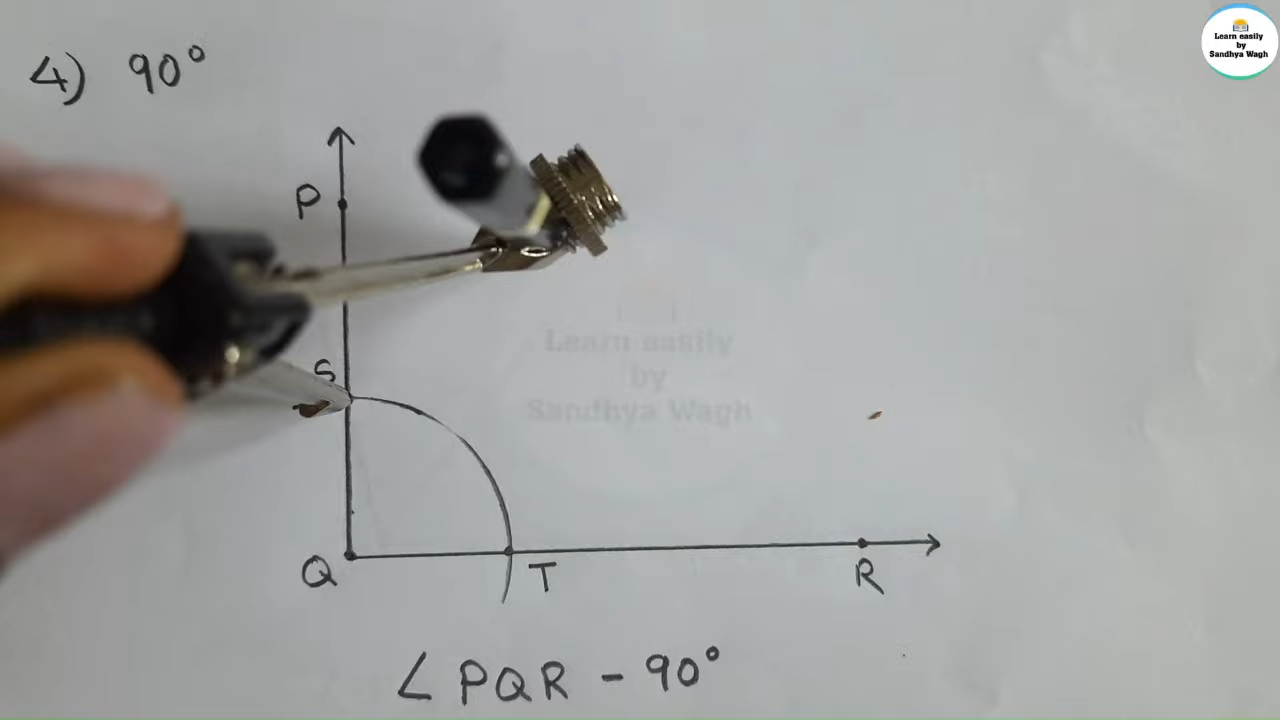 Learn easily
by
Sandhya Wagh
4) 90°
P
S
Learn easily
by
Sandhya Wagh
Q
T
R
∠ PQR - 90°